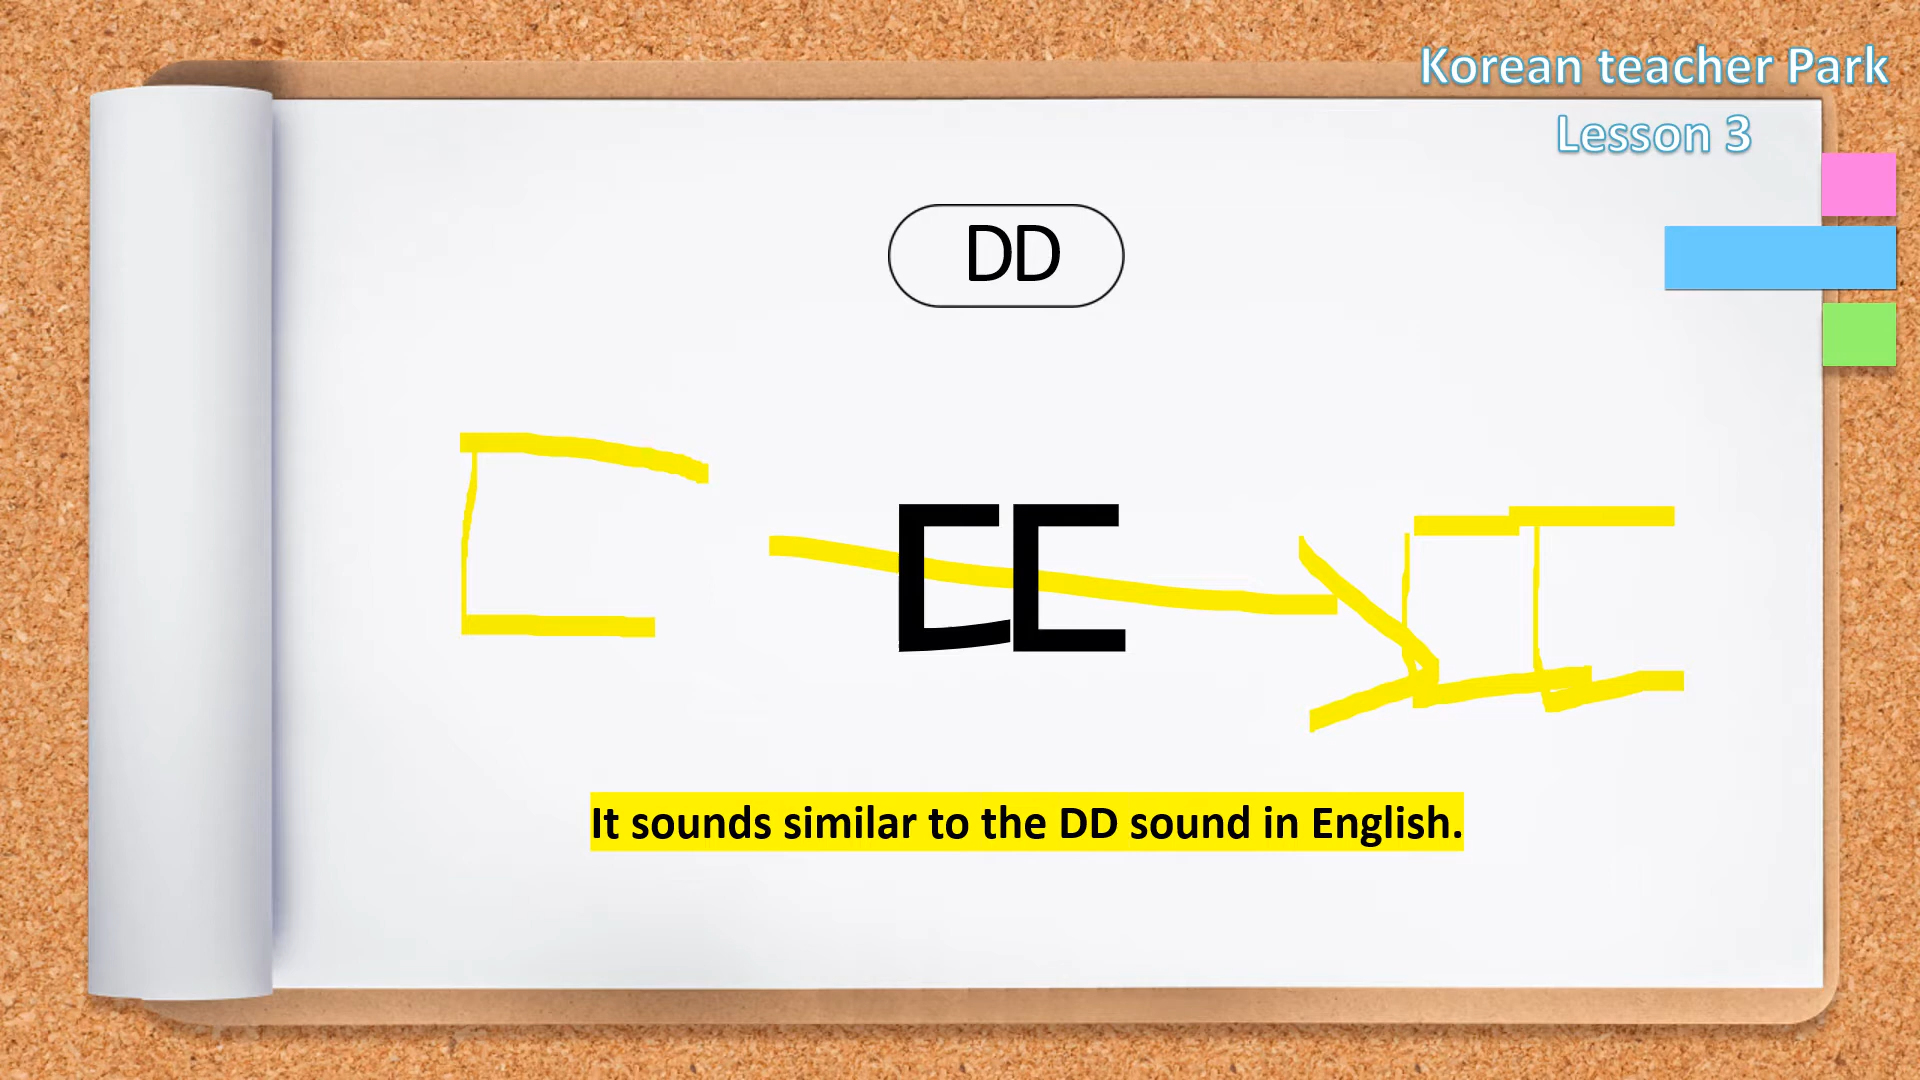 Korean teacher Park
Lesson 3
DD
ㄷ ㄸ ㄸ
It sounds similar to the DD sound in English.